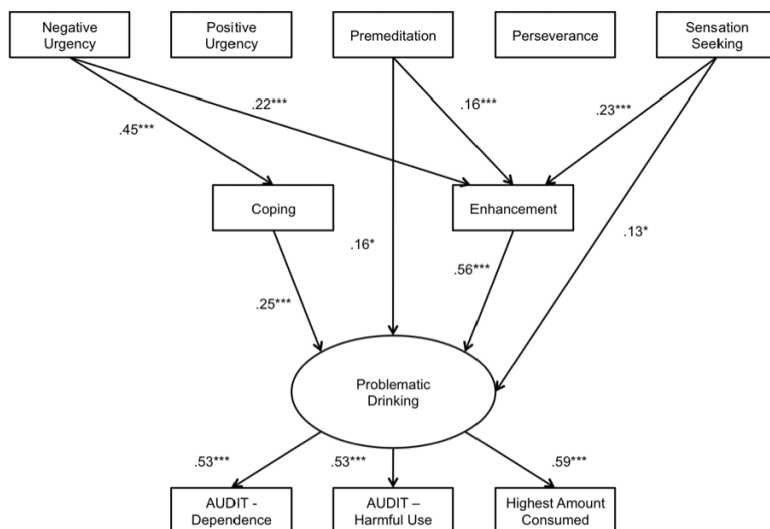 Negative
Urgency
Positive
Urgency
Premeditation
Perseverance
Sensation
Seeking
.22***
.16***
.23***
.45***
Coping
Enhancement
.16*
.13*
.56***
.25***
Problematic
Drinking
.53***
.53***
.59***
AUDIT -
Dependence
AUDIT –
Harmful Use
Highest Amount
Consumed